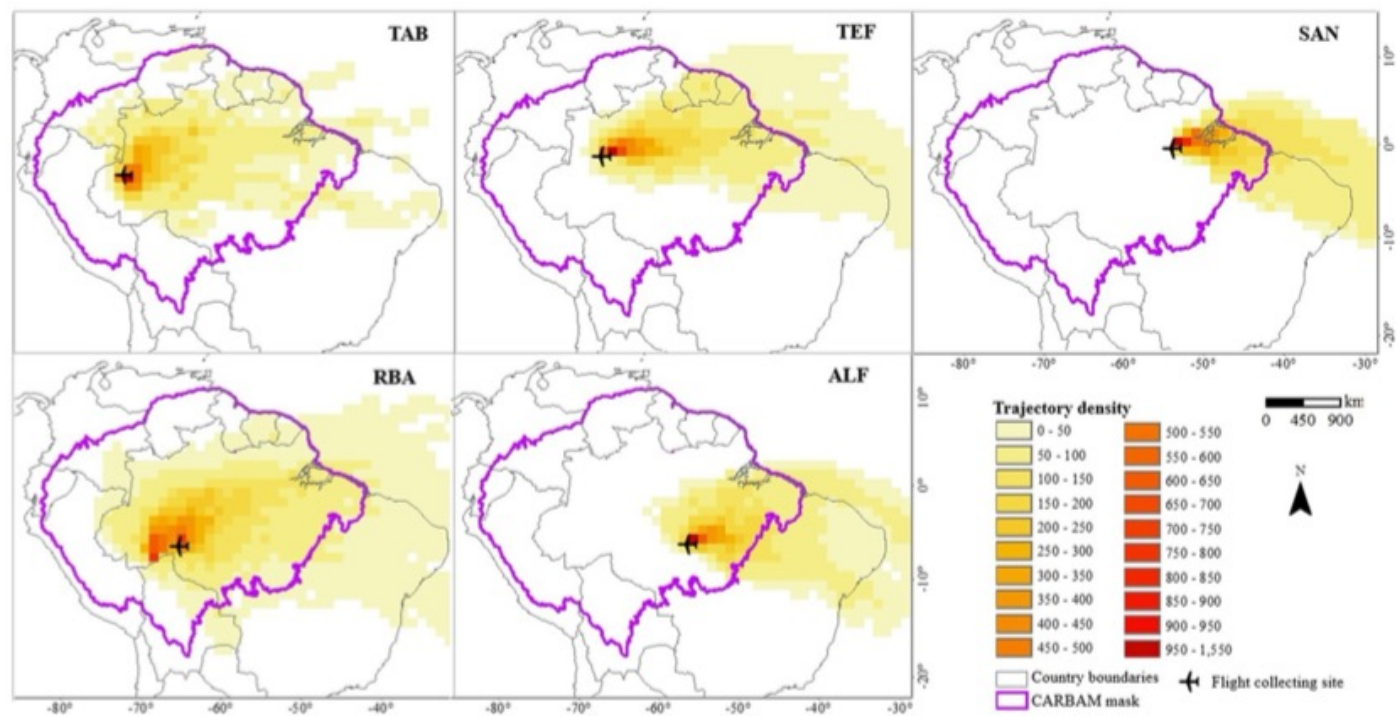 TAB
TEF
SAN
10°
0°
-10°
-20°
-80° -70° -60° -50° -40° -30°
RBA
ALF
10°
0°
-10°
-20°
-80° -70° -60° -50° -40°
-80° -70° -60° -50° -40°
Trajectory density
0 - 50
50 - 100
100 - 150
150 - 200
200 - 250
250 - 300
300 - 350
350 - 400
400 - 450
450 - 500
500 - 550
550 - 600
600 - 650
650 - 700
700 - 750
750 - 800
800 - 850
850 - 900
900 - 950
950 - 1,550
Country boundaries
CARBAM mask
Flight collecting site
km
0 450 900
N